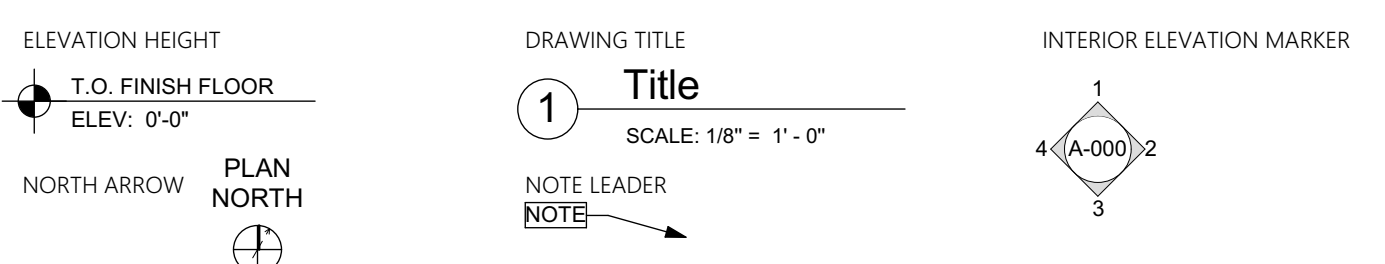 ELEVATION HEIGHT
T.O. FINISH FLOOR
ELEV: 0'-0"
NORTH ARROW
PLAN
NORTH
DRAWING TITLE
1
Title
SCALE: 1/8" = 1' - 0"
NOTE LEADER
NOTE
INTERIOR ELEVATION MARKER
1
4 A-000 2
3